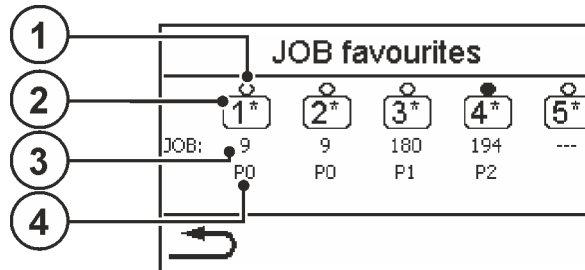 1
JOB favourites
2
1* 2* 3* 4* 5*
JOB: 9 9 180 194 ---
3
P0 P0 P1 P2
4